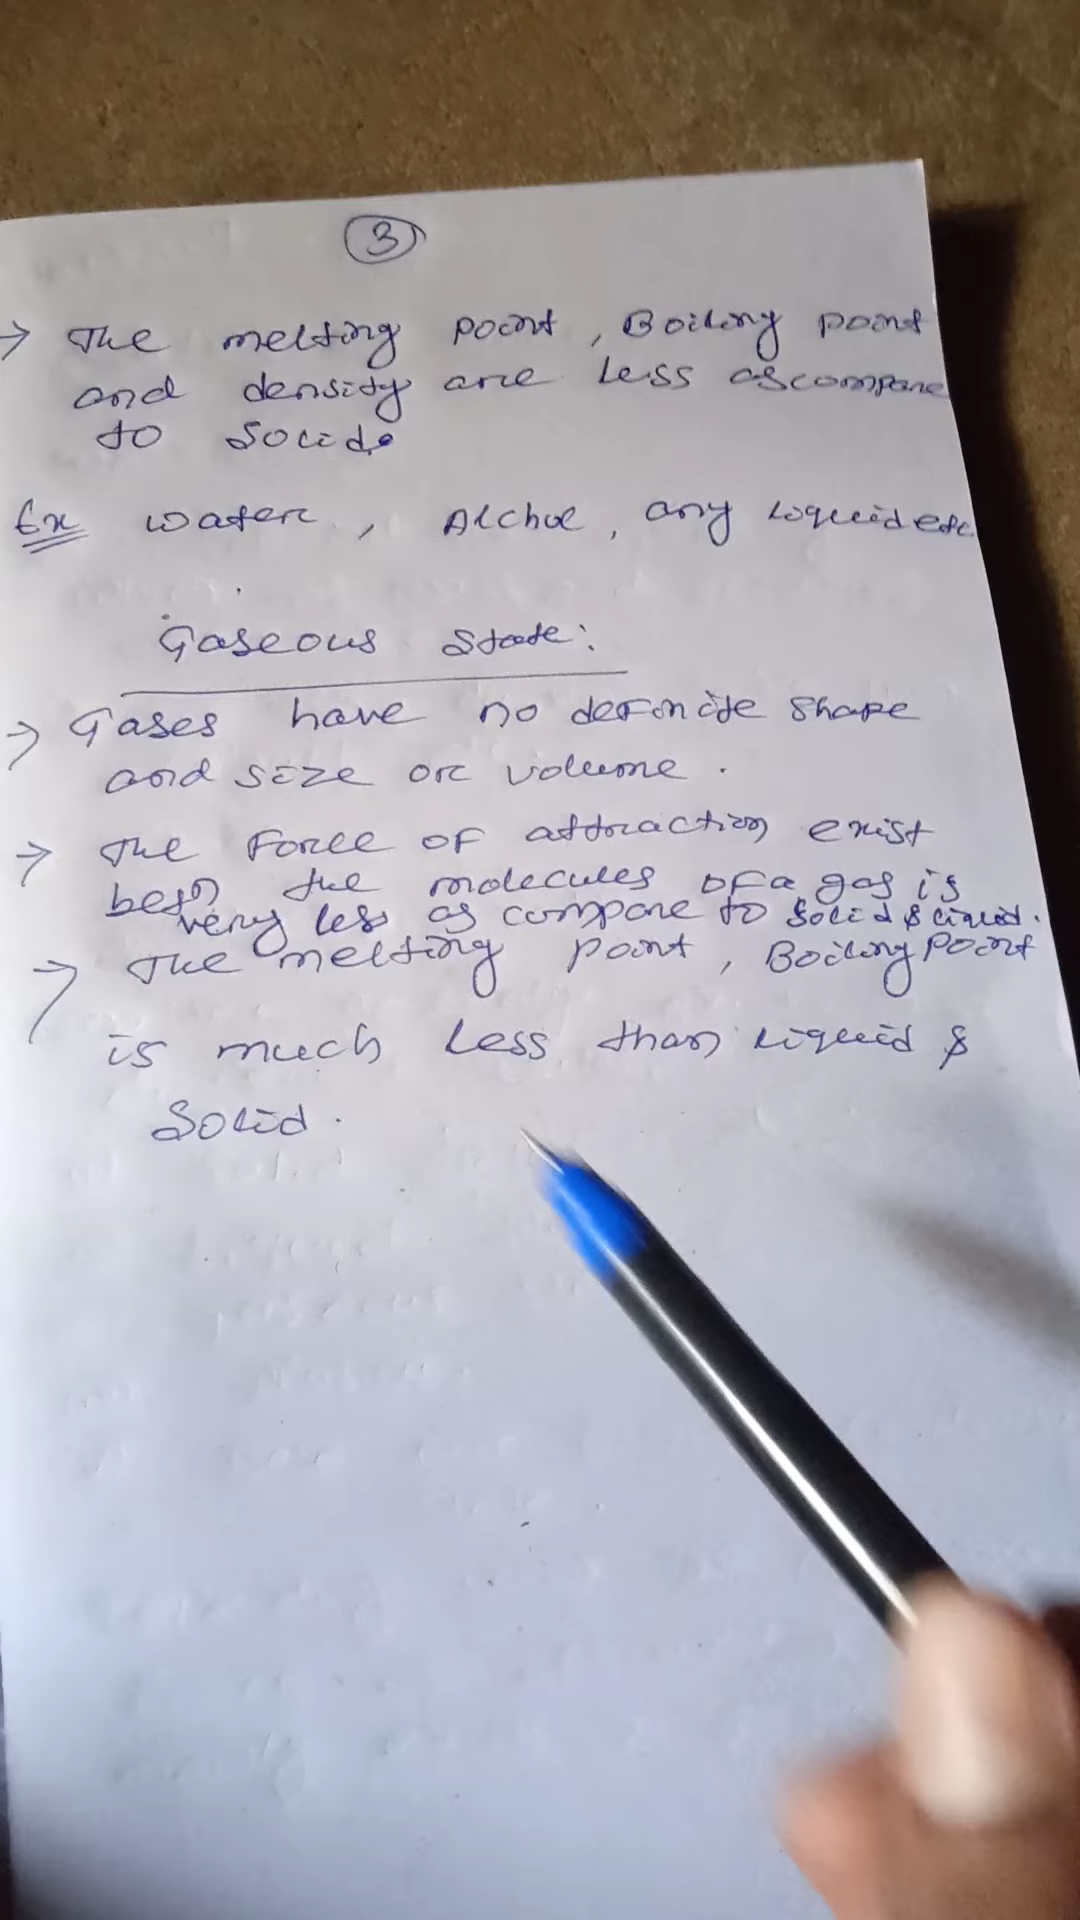 3
→ The melting point, Boiling point
and density are less as compare
to solid.
Ex water, Alchol, any liquid etc.
Gaseous State:
→ Gases have no definite shape
and size or volume.
→ The Force of attraction exist
betn the molecules of a gas is
very less as compare to solid & liquid.
→ The melting point, Boiling Point
is much less than liquid &
Solid.